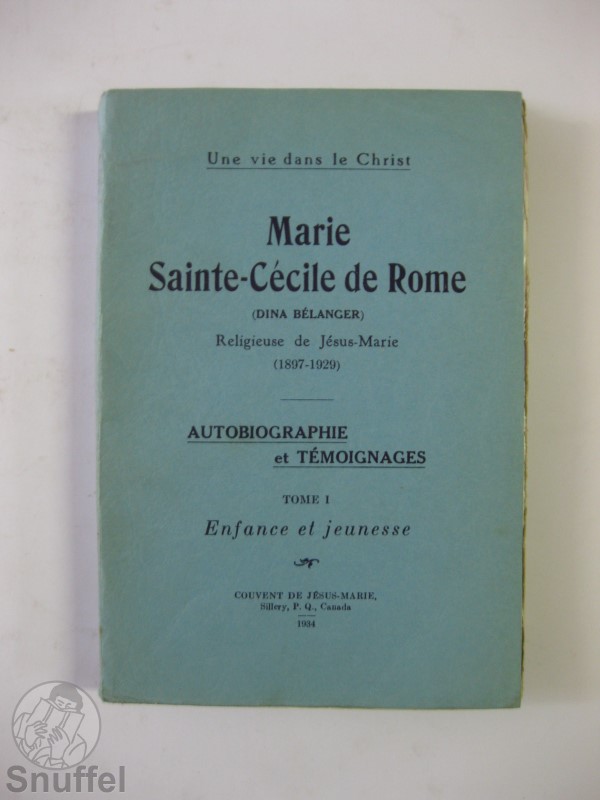 Une vie dans le Christ
Marie
Sainte-Cécile de Rome
(DINA BÉLANGER)
Religieuse de Jésus-Marie
(1897-1929)
AUTOBIOGRAPHIE
et TÉMOIGNAGES
TOME I
Enfance et jeunesse
COUVENT DE JÉSUS-MARIE,
Sillery, P. Q., Canada
1934
Snuffel